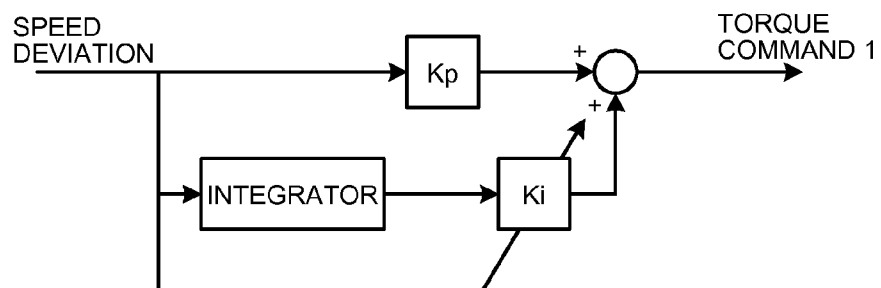 SPEED
DEVIATION
TORQUE
COMMAND 1
Kp
+
+
INTEGRATOR
Ki